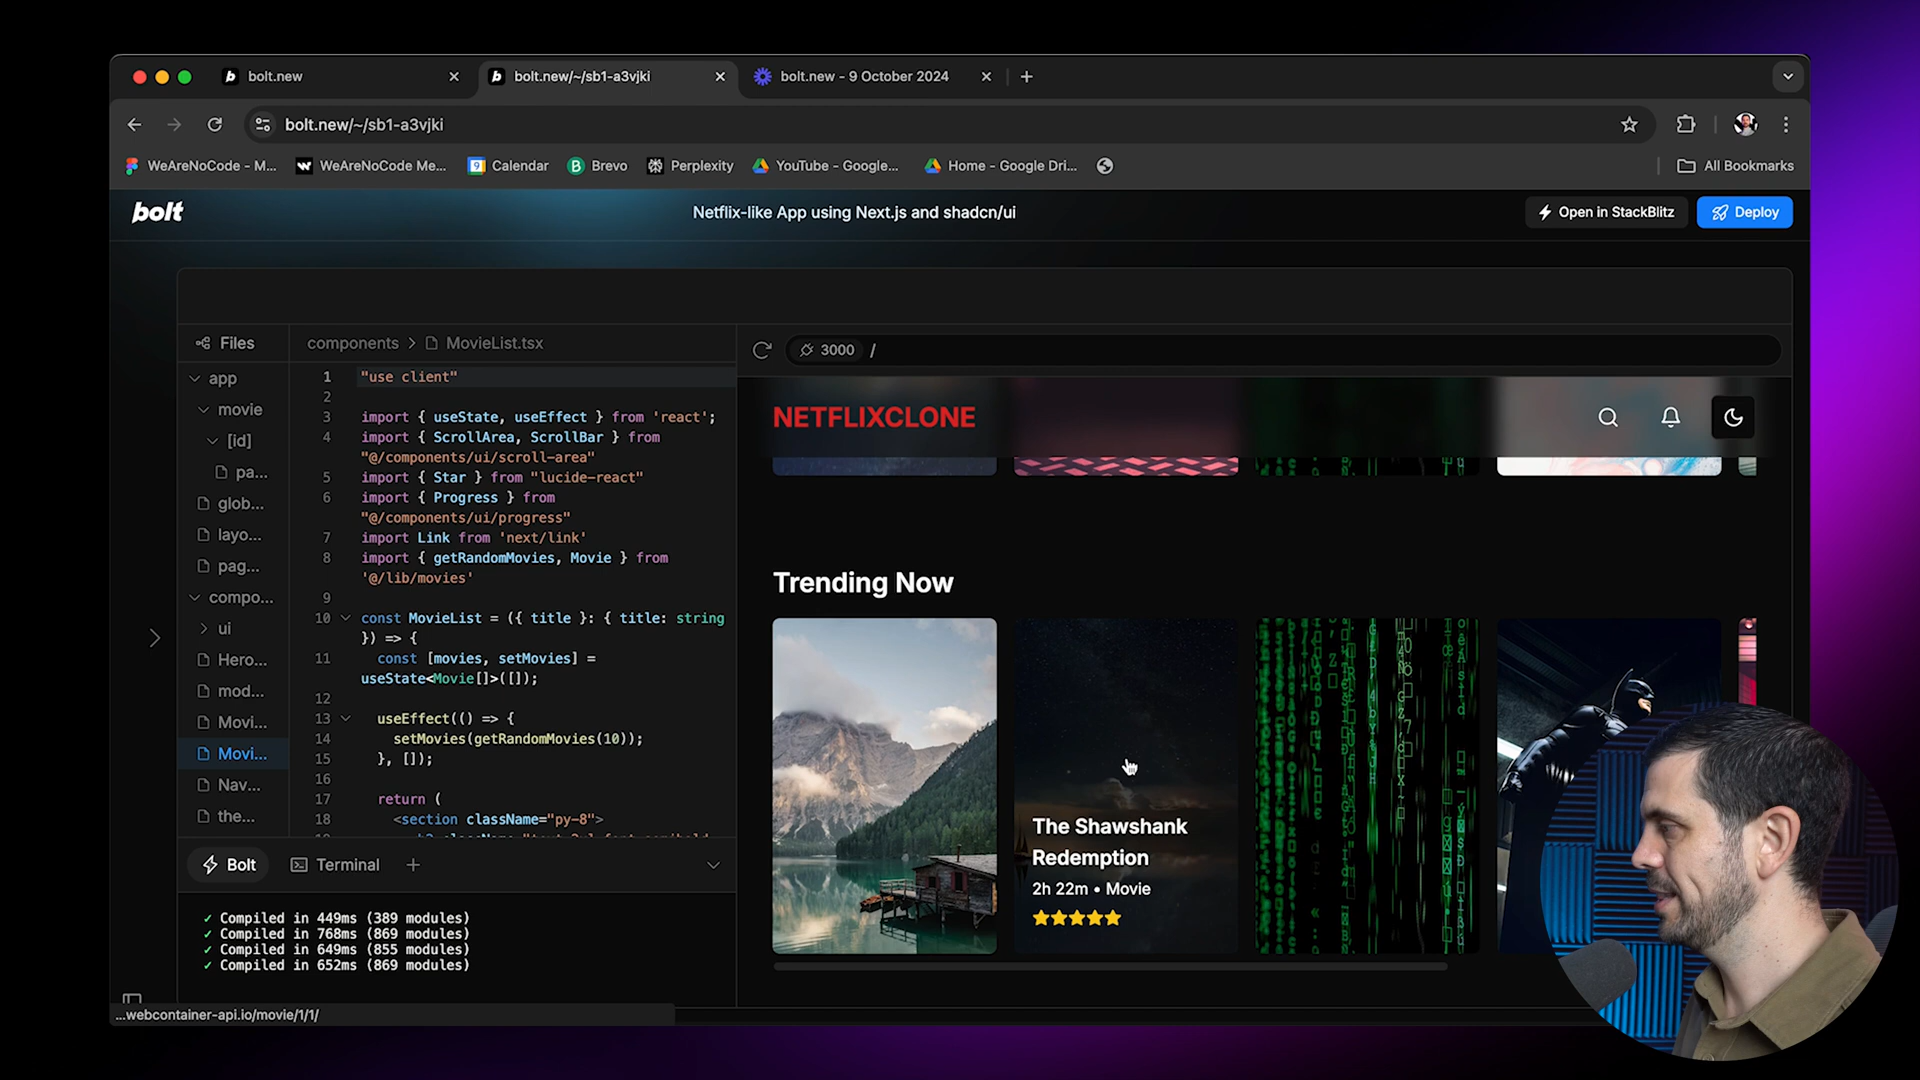 bolt.new
bolt.new/~/sb1-a3vjki
bolt.new - 9 October 2024
bolt.new/~/sb1-a3vjki
WeAreNoCode - M...
WeAreNoCode Me...
9
Calendar
B Brevo
Perplexity
YouTube - Google...
Home - Google Dri...
All Bookmarks
bolt
Netflix-like App using Next.js and shadcn/ui
Open in StackBlitz
Deploy
Files
app
movie
[id]
pa...
glob...
layo...
pag...
compo...
ui
Hero...
mod...
Movi...
Movi...
Nav...
the...
components > MovieList.tsx
1 "use client"
2
3 import { useState, useEffect } from 'react';
4 import { ScrollArea, ScrollBar } from
"@/components/ui/scroll-area"
5 import { Star } from "lucide-react"
6 import { Progress } from
"@/components/ui/progress"
7 import Link from 'next/link'
8 import { getRandomMovies, Movie } from
'@/lib/movies'
9
10 const MovieList = ({ title }: { title: string
}) => {
11 const [movies, setMovies] =
useState<Movie[]>([]);
12
13 useEffect(() => {
14 setMovies(getRandomMovies(10));
15 }, []);
16
17 return (
18 <section className="py-8">
Bolt
Terminal
✓ Compiled in 449ms (389 modules)
✓ Compiled in 768ms (869 modules)
✓ Compiled in 649ms (855 modules)
✓ Compiled in 652ms (869 modules)
...webcontainer-api.io/movie/1/1/
3000 /
NETFLIXCLONE
Trending Now
The Shawshank
Redemption
2h 22m • Movie